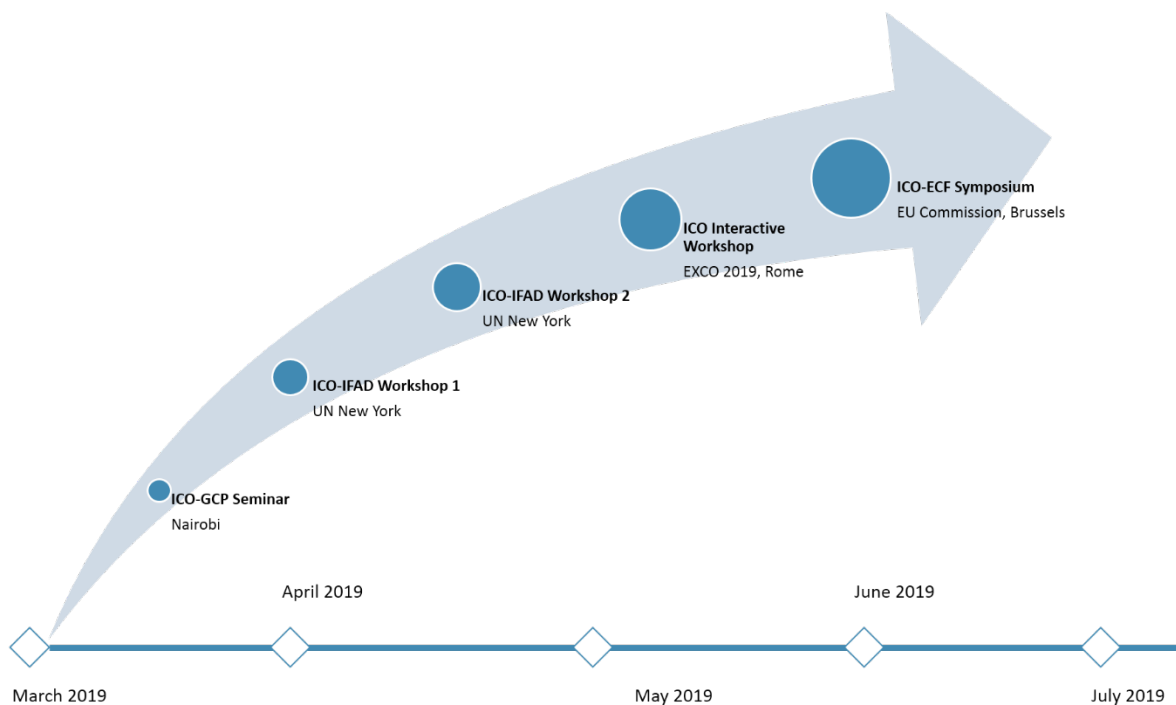 ICO-ECF Symposium
EU Commission, Brussels
ICO Interactive
Workshop
EXCO 2019, Rome
ICO-IFAD Workshop 2
UN New York
ICO-IFAD Workshop 1
UN New York
ICO-GCP Seminar
Nairobi
April 2019
June 2019
March 2019
May 2019
July 2019